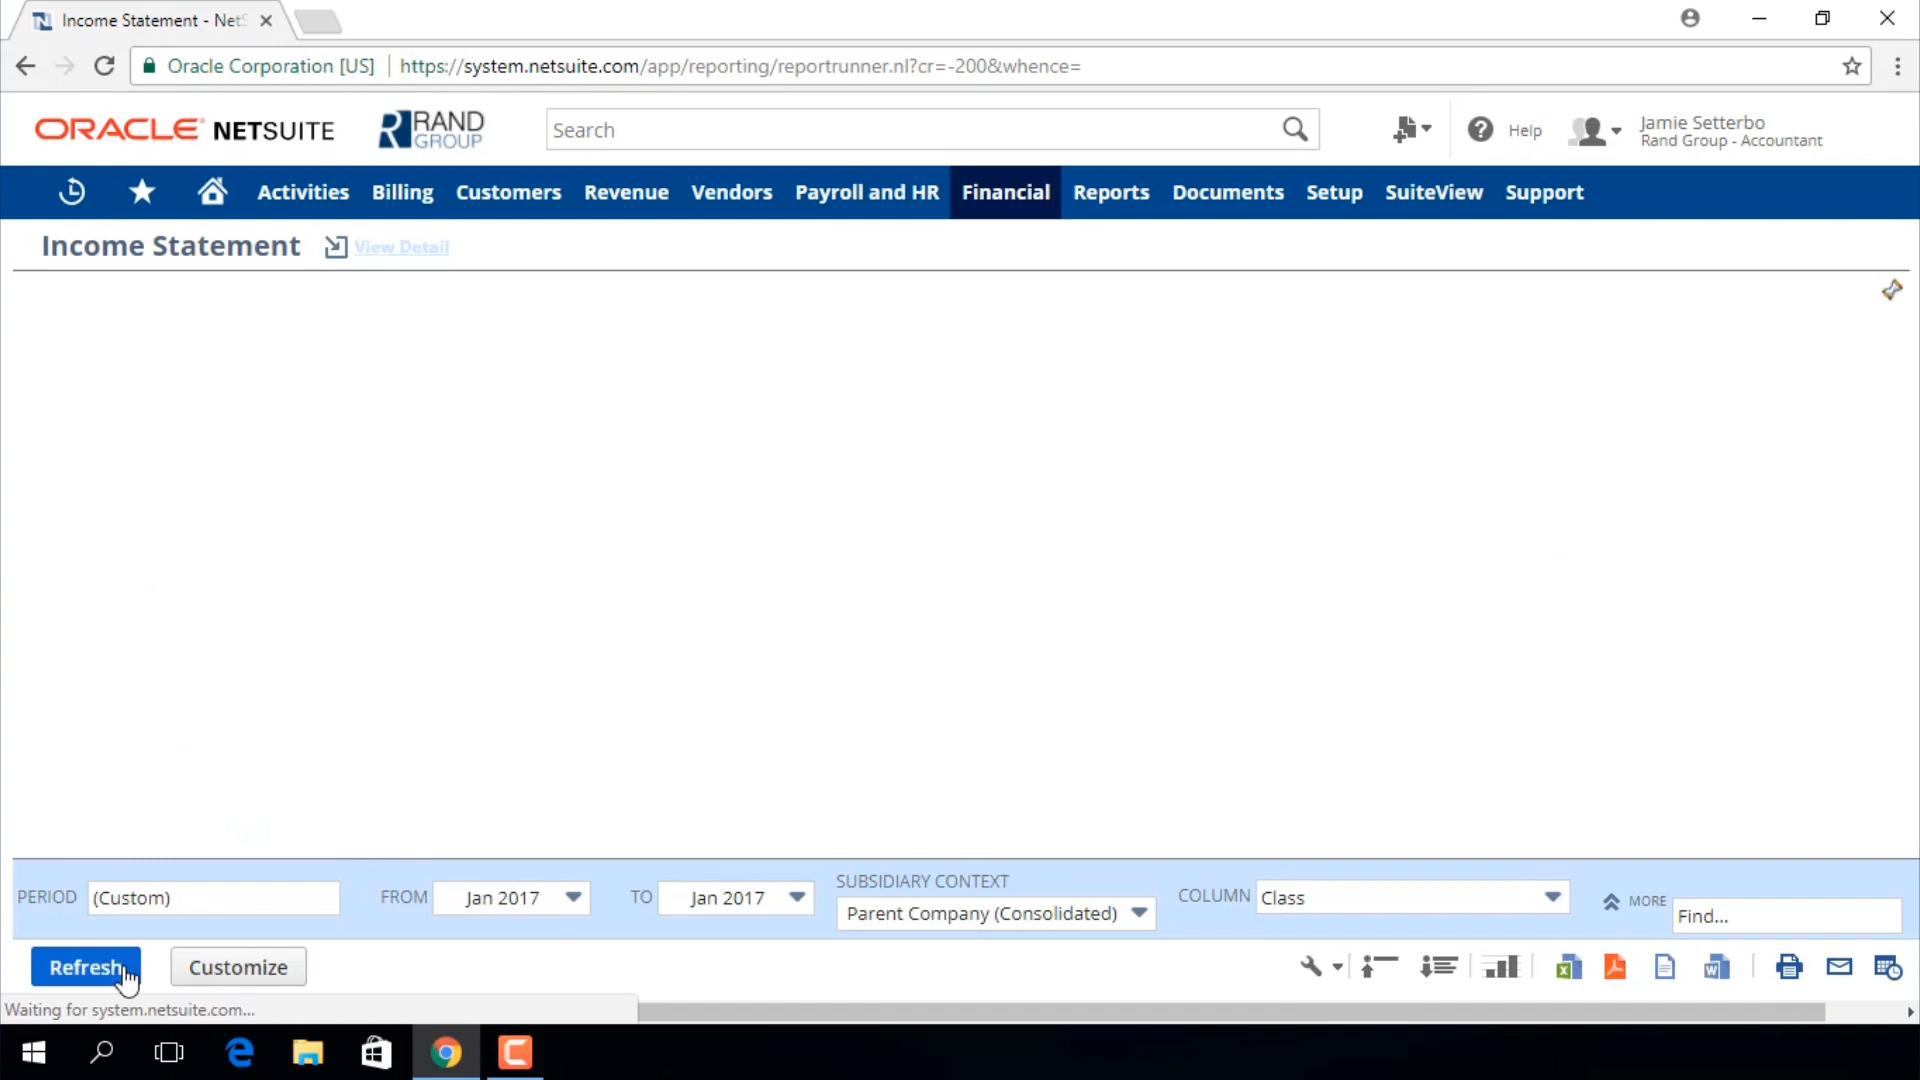 Income Statement - NetS
Oracle Corporation [US] https://system.netsuite.com/app/reporting/reportrunner.nl?cr=-200&whence=
ORACLE NETSUITE
RAND
GROUP
Search
Help
Jamie Setterbo
Rand Group - Accountant
Activities Billing Customers Revenue Vendors Payroll and HR Financial Reports Documents Setup SuiteView Support
Income Statement View Detail
PERIOD (Custom) FROM Jan 2017 TO Jan 2017
SUBSIDIARY CONTEXT
Parent Company (Consolidated)
COLUMN Class
MORE
Find...
Refresh Customize
Waiting for system.netsuite.com...